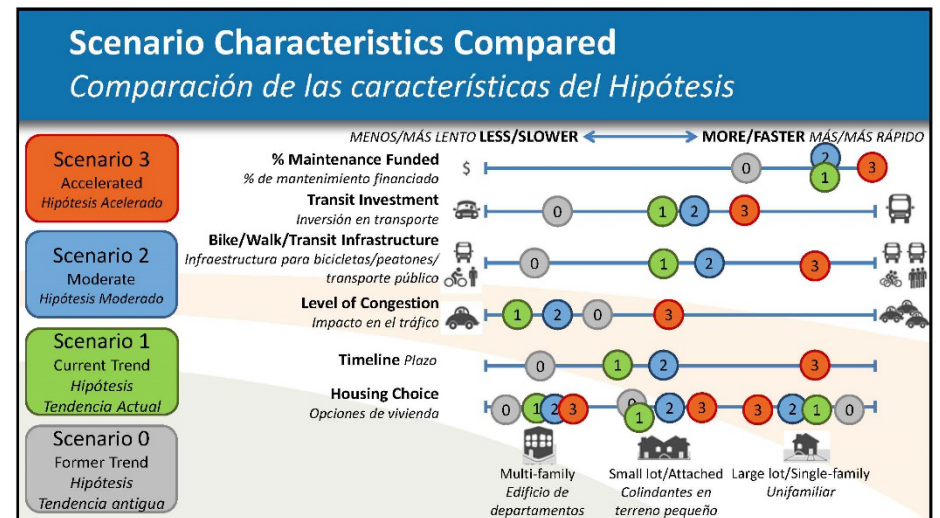 Scenario Characteristics Compared
Comparación de las características del Hipótesis
MENOS/MÁS LENTO LESS/SLOWER MORE/FASTER MÁS/MÁS RÁPIDO
Scenario 3
Accelerated
Hipótesis Acelerado
Scenario 2
Moderate
Hipótesis Moderado
Scenario 1
Current Trend
Hipótesis
Tendencia Actual
Scenario 0
Former Trend
Hipótesis
Tendencia antigua
% Maintenance Funded
% de mantenimiento financiado
$ 0 2 1 3
Transit Investment
Inversión en transporte
0 1 2 3
Bike/Walk/Transit Infrastructure
Infraestructura para bicicletas/peatones/
transporte público
0 1 2 3
Level of Congestion
Impacto en el tráfico
1 2 0 3
Timeline Plazo
0 1 2 3
Housing Choice
Opciones de vivienda
0 1 2 3 0 1 2 3 3 2 1 0
Multi-family
Edificio de
departamentos
Small lot/Attached
Colindantes en
terreno pequeño
Large lot/Single-family
Unifamiliar